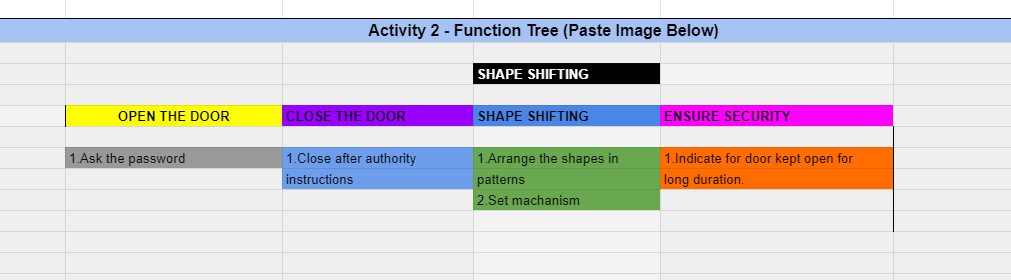 Activity 2 - Function Tree (Paste Image Below)
SHAPE SHIFTING
OPEN THE DOOR
CLOSE THE DOOR
SHAPE SHIFTING
ENSURE SECURITY
1.Ask the password
1.Close after authority
instructions
1.Arrange the shapes in
patterns
2.Set machanism
1.Indicate for door kept open for
long duration.